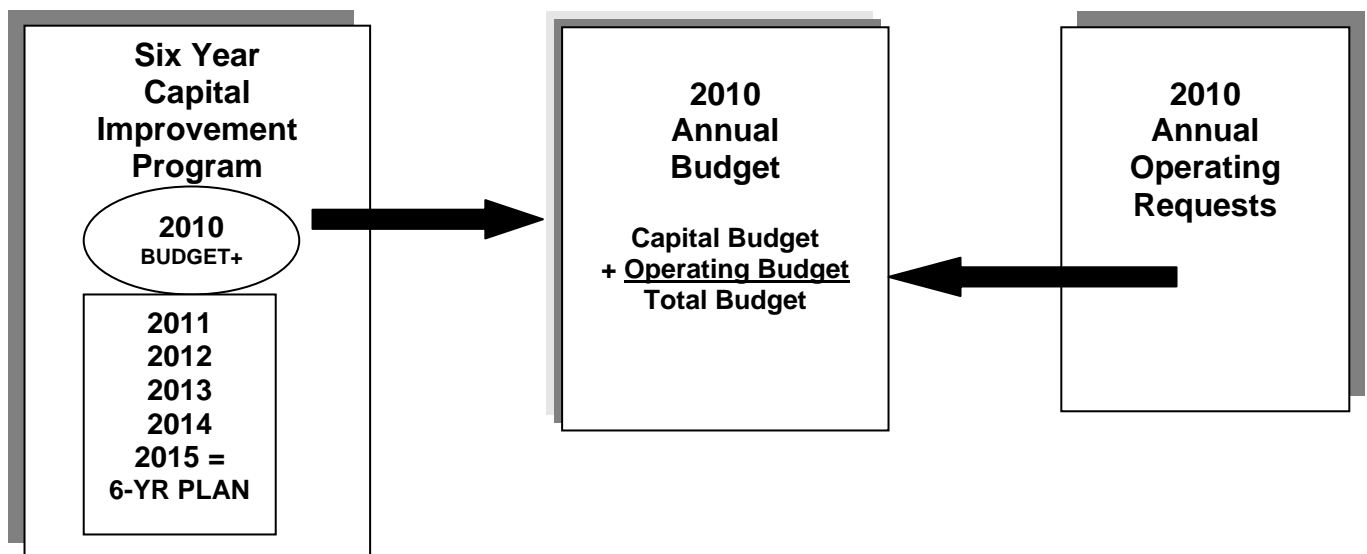 Six Year
Capital
Improvement
Program
2010
BUDGET+
2011
2012
2013
2014
2015 =
6-YR PLAN
2010
Annual
Budget
Capital Budget
+ Operating Budget
Total Budget
2010
Annual
Operating
Requests